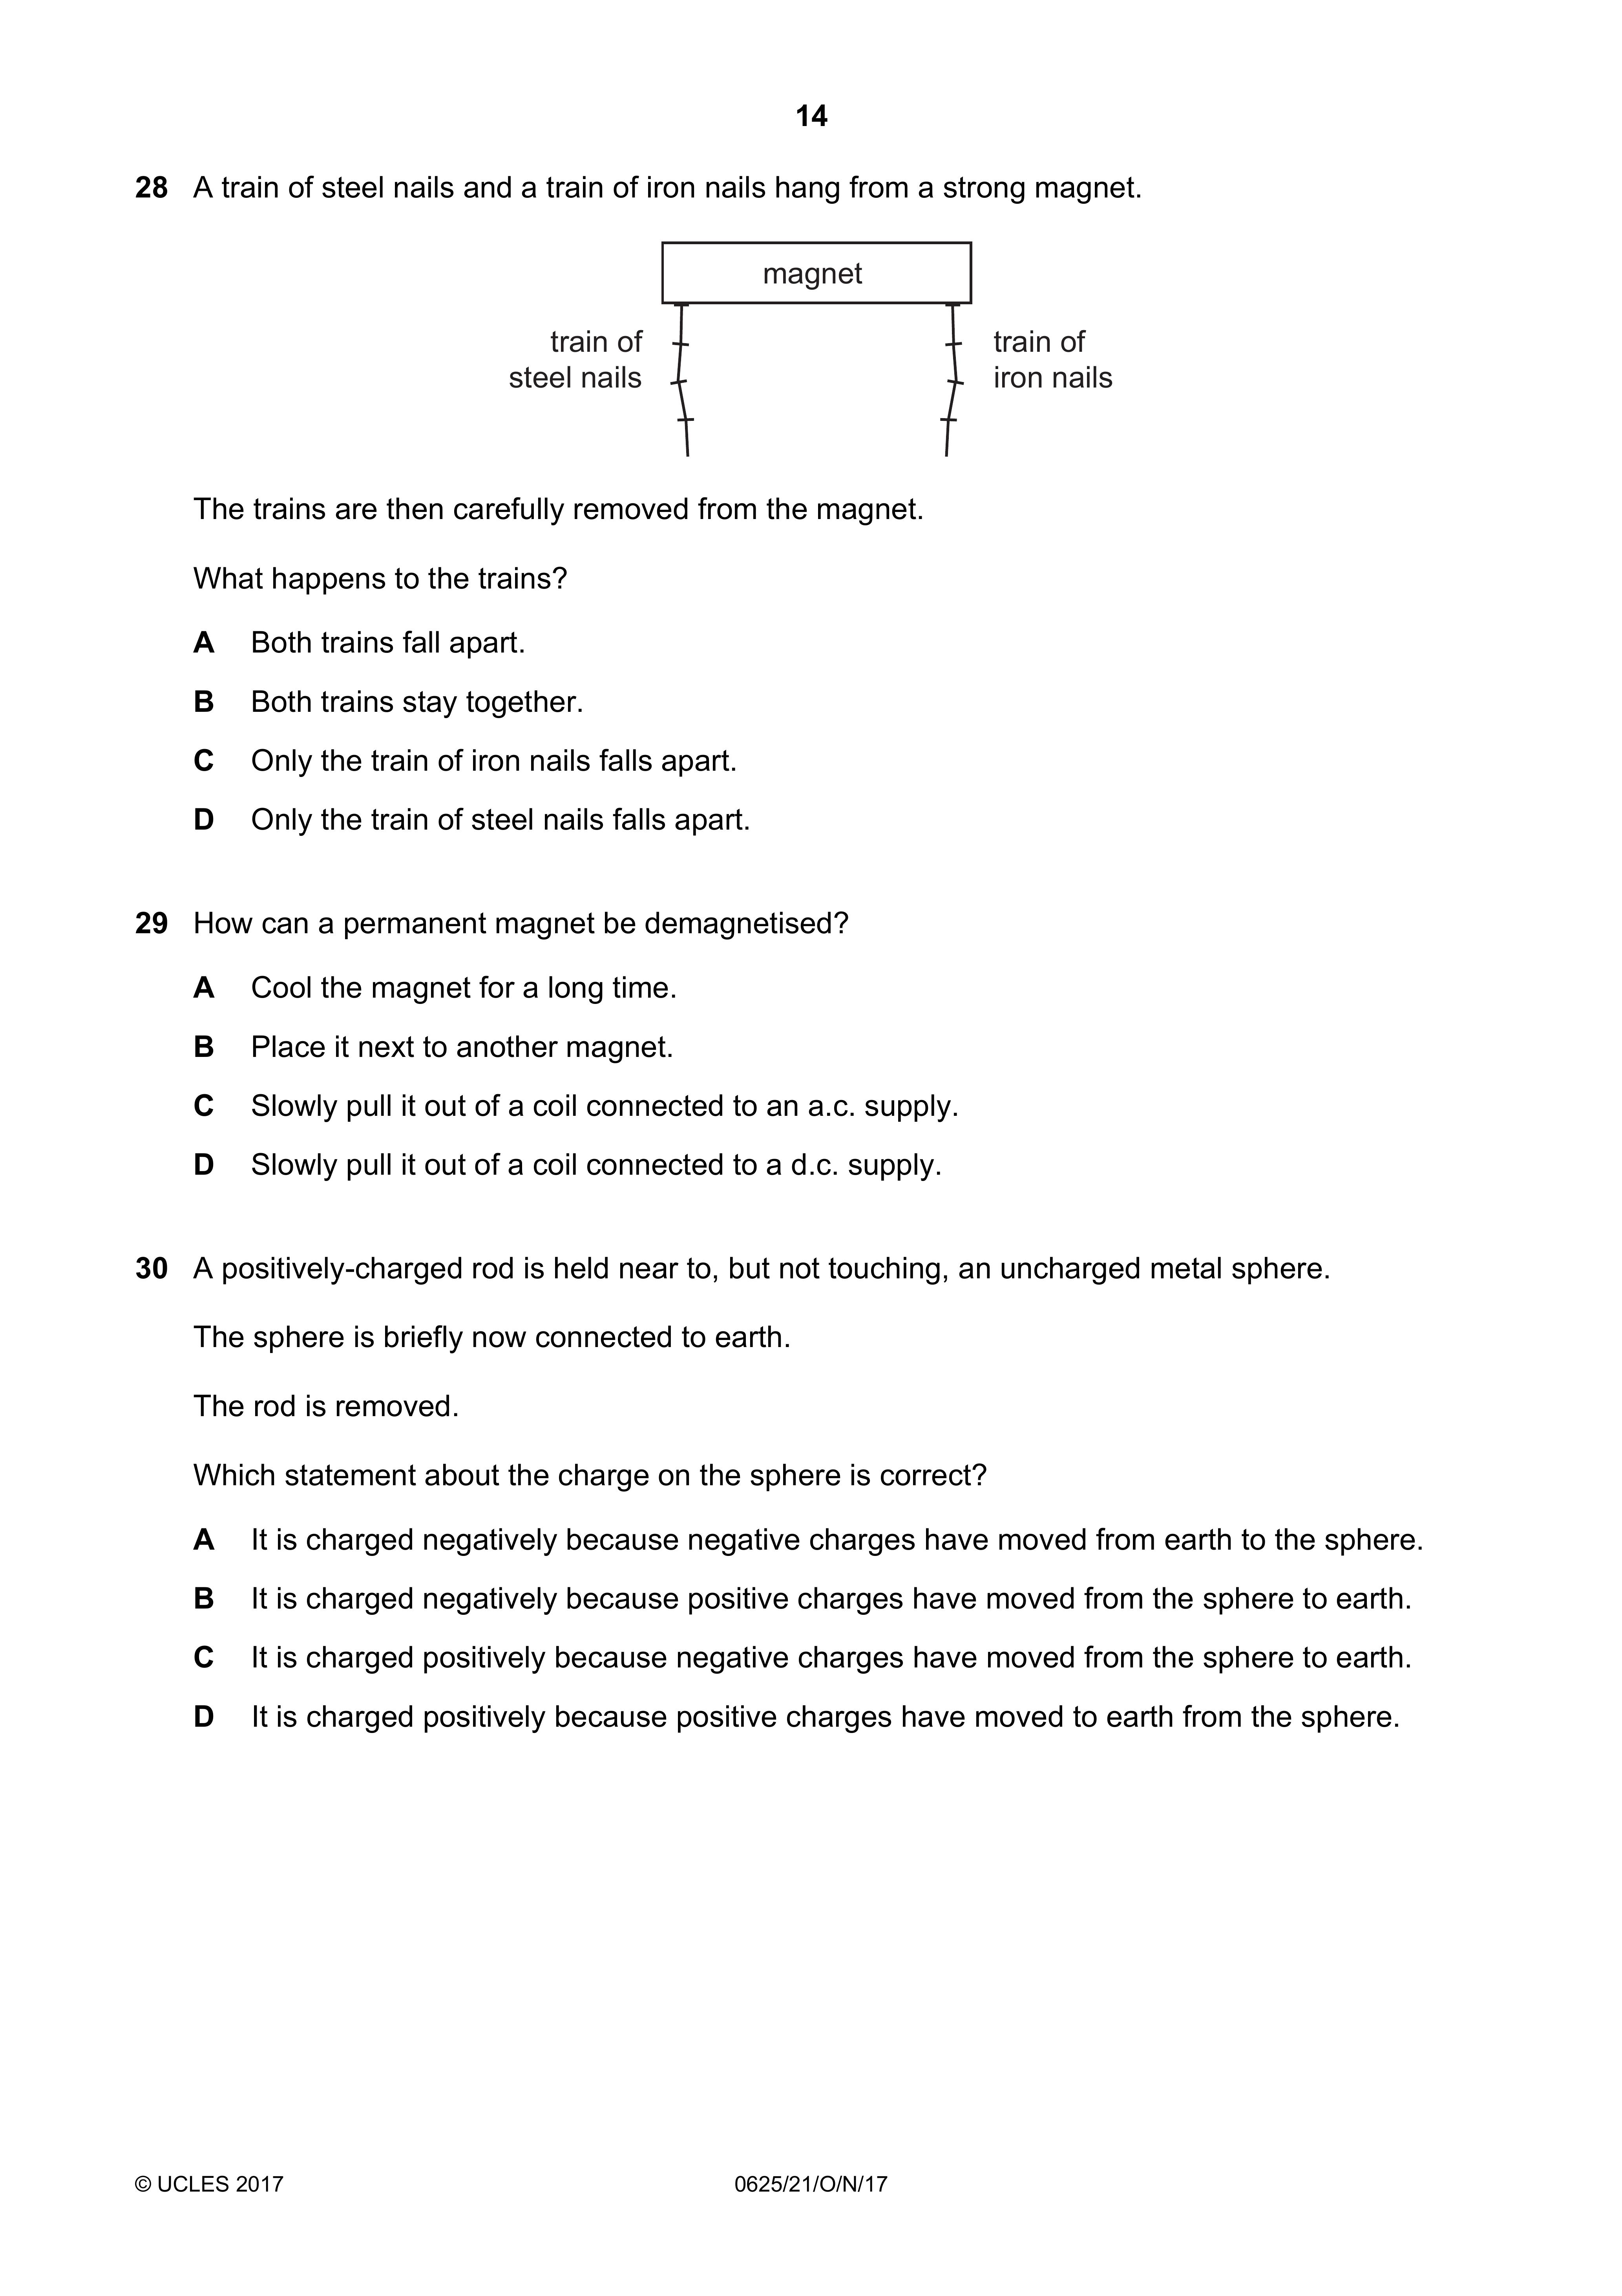 14
28 A train of steel nails and a train of iron nails hang from a strong magnet.
magnet
train of
steel nails
train of
iron nails
The trains are then carefully removed from the magnet.
What happens to the trains?
A Both trains fall apart.
B Both trains stay together.
C Only the train of iron nails falls apart.
D Only the train of steel nails falls apart.
29 How can a permanent magnet be demagnetised?
A Cool the magnet for a long time.
B Place it next to another magnet.
C Slowly pull it out of a coil connected to an a.c. supply.
D Slowly pull it out of a coil connected to a d.c. supply.
30 A positively-charged rod is held near to, but not touching, an uncharged metal sphere.
The sphere is briefly now connected to earth.
The rod is removed.
Which statement about the charge on the sphere is correct?
A It is charged negatively because negative charges have moved from earth to the sphere.
B It is charged negatively because positive charges have moved from the sphere to earth.
C It is charged positively because negative charges have moved from the sphere to earth.
D It is charged positively because positive charges have moved to earth from the sphere.
© UCLES 2017 0625/21/O/N/17